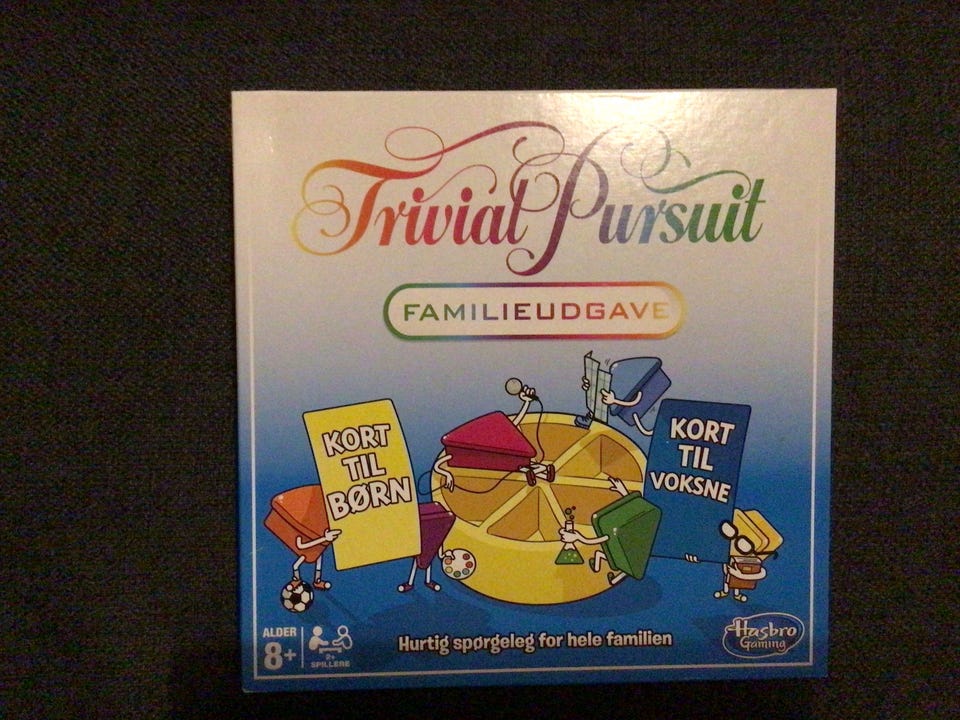 Trivial Pursuit
FAMILIEUDGAVE
KORT
TIL
BØRN
KORT
TIL
VOKSNE
ALDER
8+
2+
SPILLERE
Hurtig spørgeleg for hele familien
Hasbro
Gaming